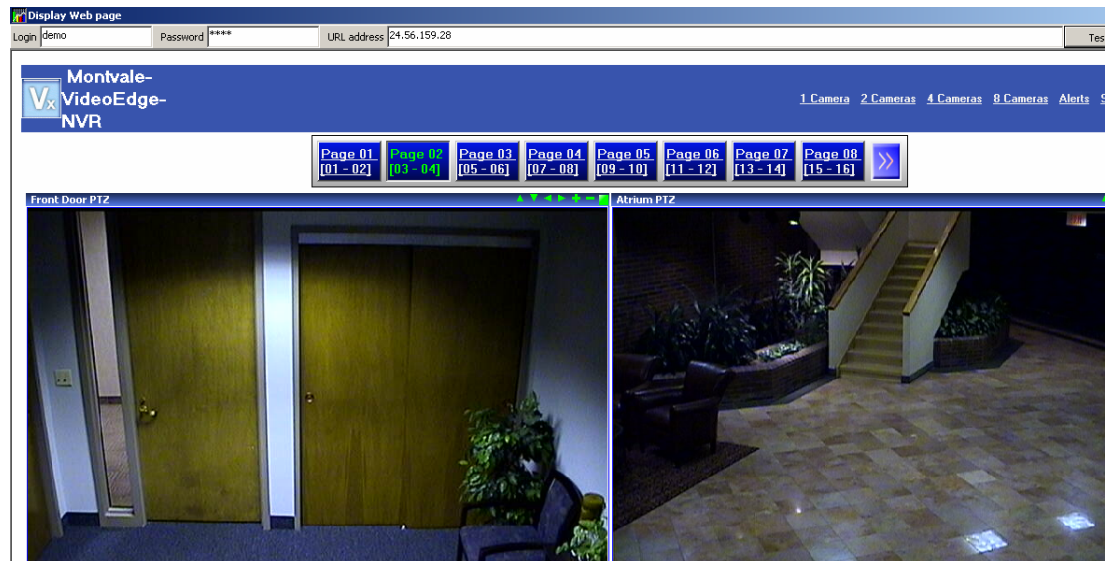 Display Web page
Login demo Password **** URL address 24.56.159.28
Vx Montvale-
VideoEdge-
NVR
1 Camera 2 Cameras 4 Cameras 8 Cameras Alerts
Page 01 Page 02 Page 03 Page 04 Page 05 Page 06 Page 07 Page 08
[01 - 02] [03 - 04] [05 - 06] [07 - 08] [09 - 10] [11 - 12] [13 - 14] [15 - 16] >>
Front Door PTZ Atrium PTZ